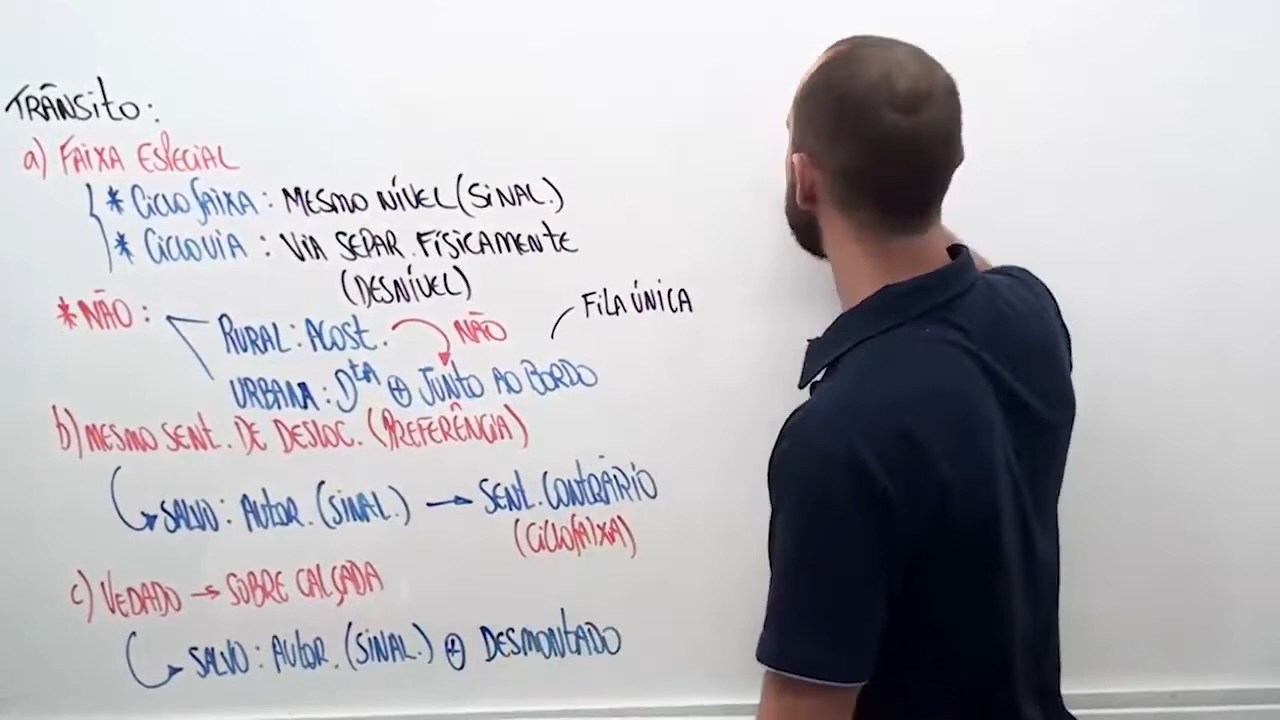 TRÂNSITO:
a) FAIXA ESPECIAL
* CICLOFAIXA: MESMO NÍVEL (SINAL.)
* CICLOVIA: VIA SEPAR. FÍSICAMENTE
(DESNÍVEL)
FILA ÚNICA
* NÃO:
RURAL: ACOST. NÃO
URBANA: DTA ⊕ JUNTO AO BORDO
b) MESMO SENT. DE DESLOC. (PREFERÊNCIA)
SALVO: AUTOR. (SINAL.) → SENT. CONTRÁRIO
(CICLOFAIXA)
c) VEDADO → SOBRE CALÇADA
SALVO: AUTOR. (SINAL.) ⊕ DESMONTADO